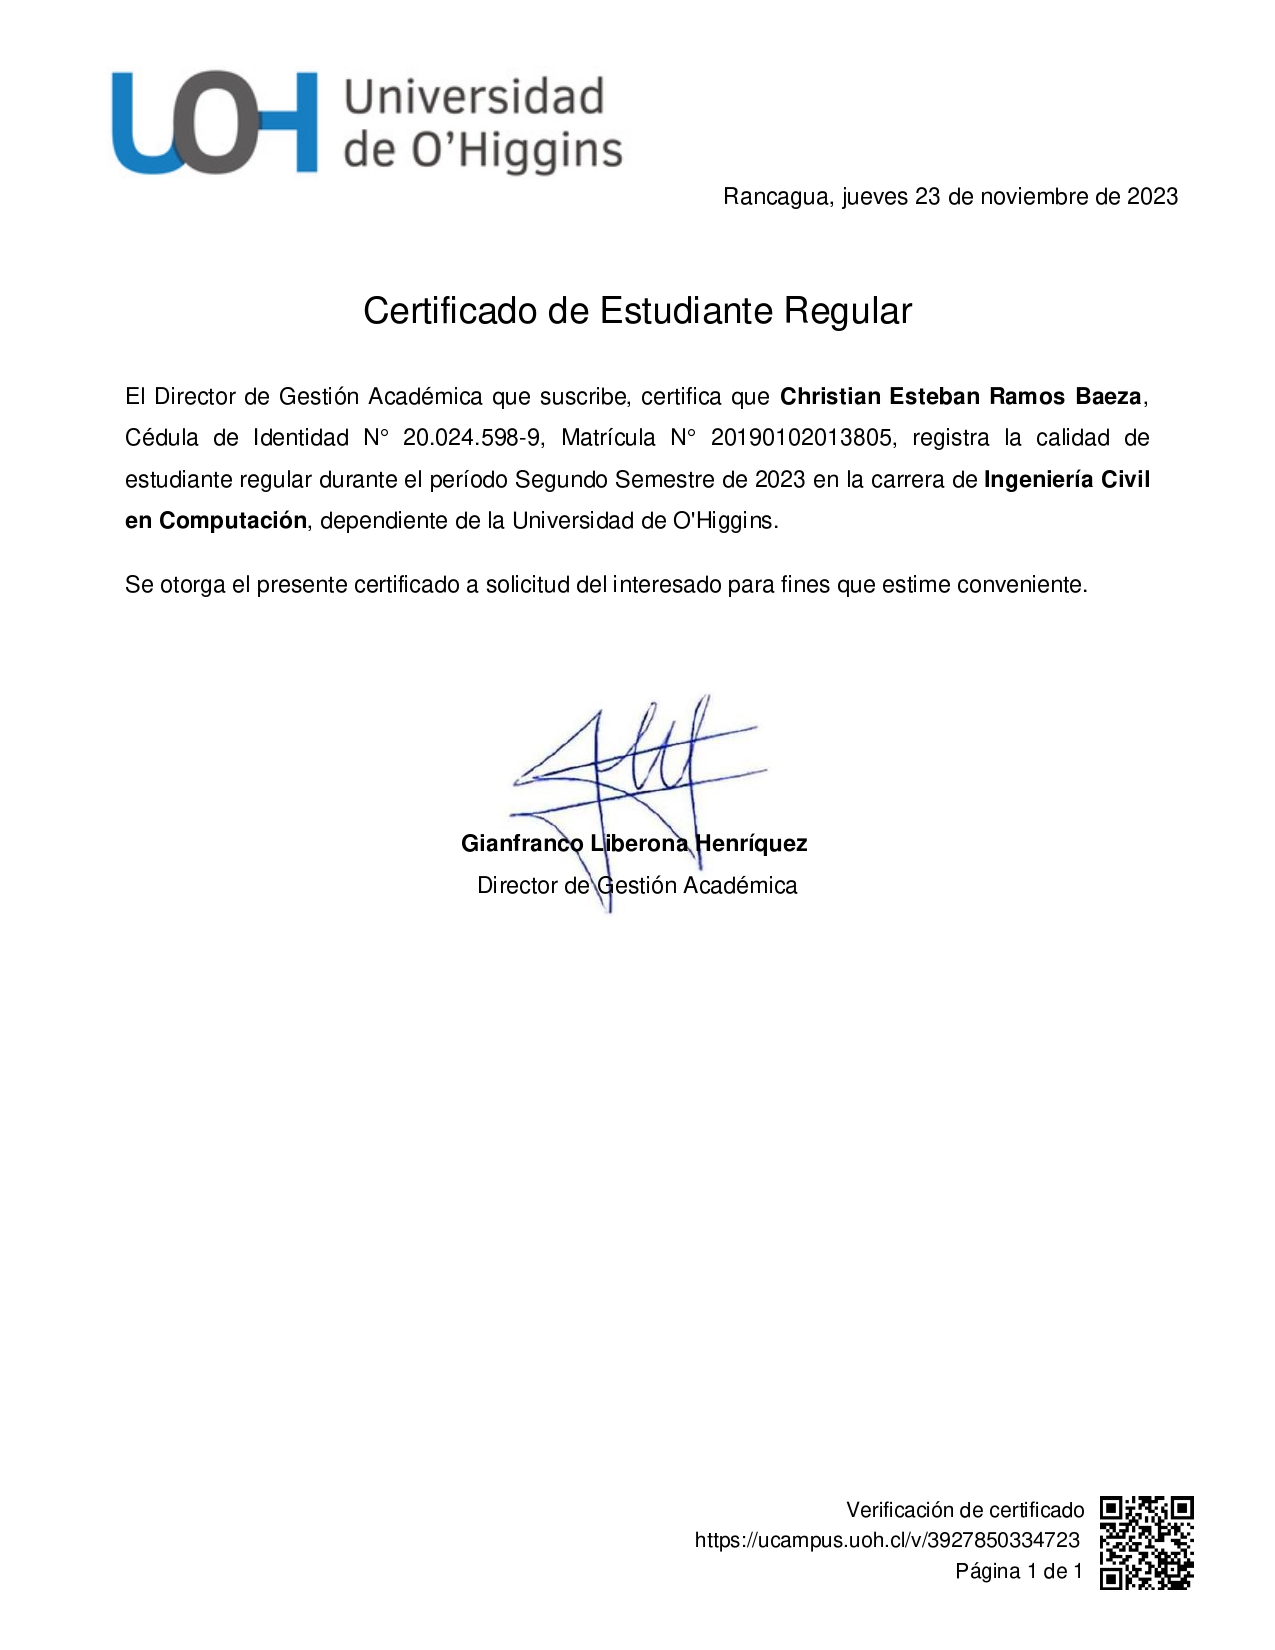 UOH Universidad
de O'Higgins
Rancagua, jueves 23 de noviembre de 2023
Certificado de Estudiante Regular
El Director de Gestión Académica que suscribe, certifica que Christian Esteban Ramos Baeza,
Cédula de Identidad N° 20.024.598-9, Matrícula N° 20190102013805, registra la calidad de
estudiante regular durante el período Segundo Semestre de 2023 en la carrera de Ingeniería Civil
en Computación, dependiente de la Universidad de O'Higgins.
Se otorga el presente certificado a solicitud del interesado para fines que estime conveniente.
Gianfranco Liberona Henríquez
Director de Gestión Académica
Verificación de certificado
https://ucampus.uoh.cl/v/3927850334723
Página 1 de 1